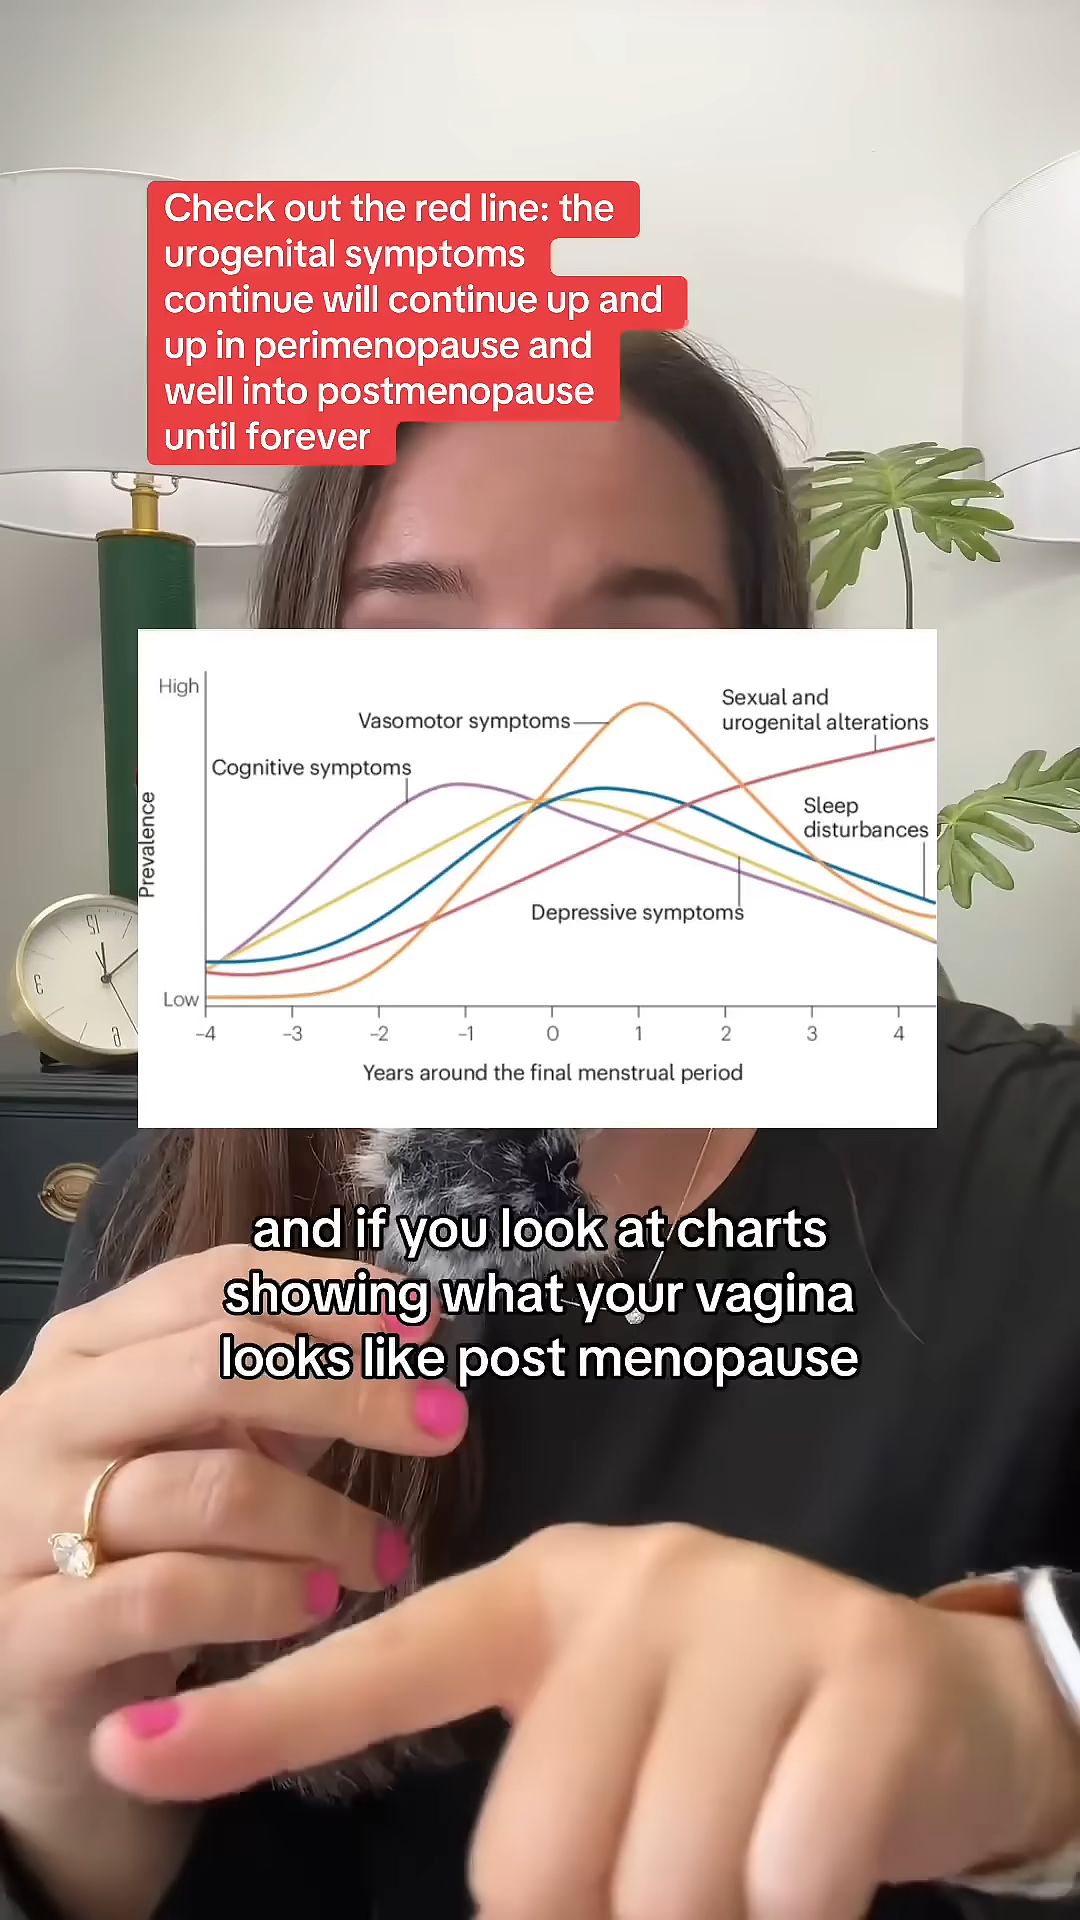 Check out the red line: the
urogenital symptoms
continue will continue up and
up in perimenopause and
well into postmenopause
until forever
High
Sexual and
urogenital alterations
Vasomotor symptoms
Cognitive symptoms
Sleep
disturbances
Prevalence
Depressive symptoms
Low
-4 -3 -2 -1 0 1 2 3 4
Years around the final menstrual period
12
3
6
and if you look at charts
showing what your vagina
looks like post menopause